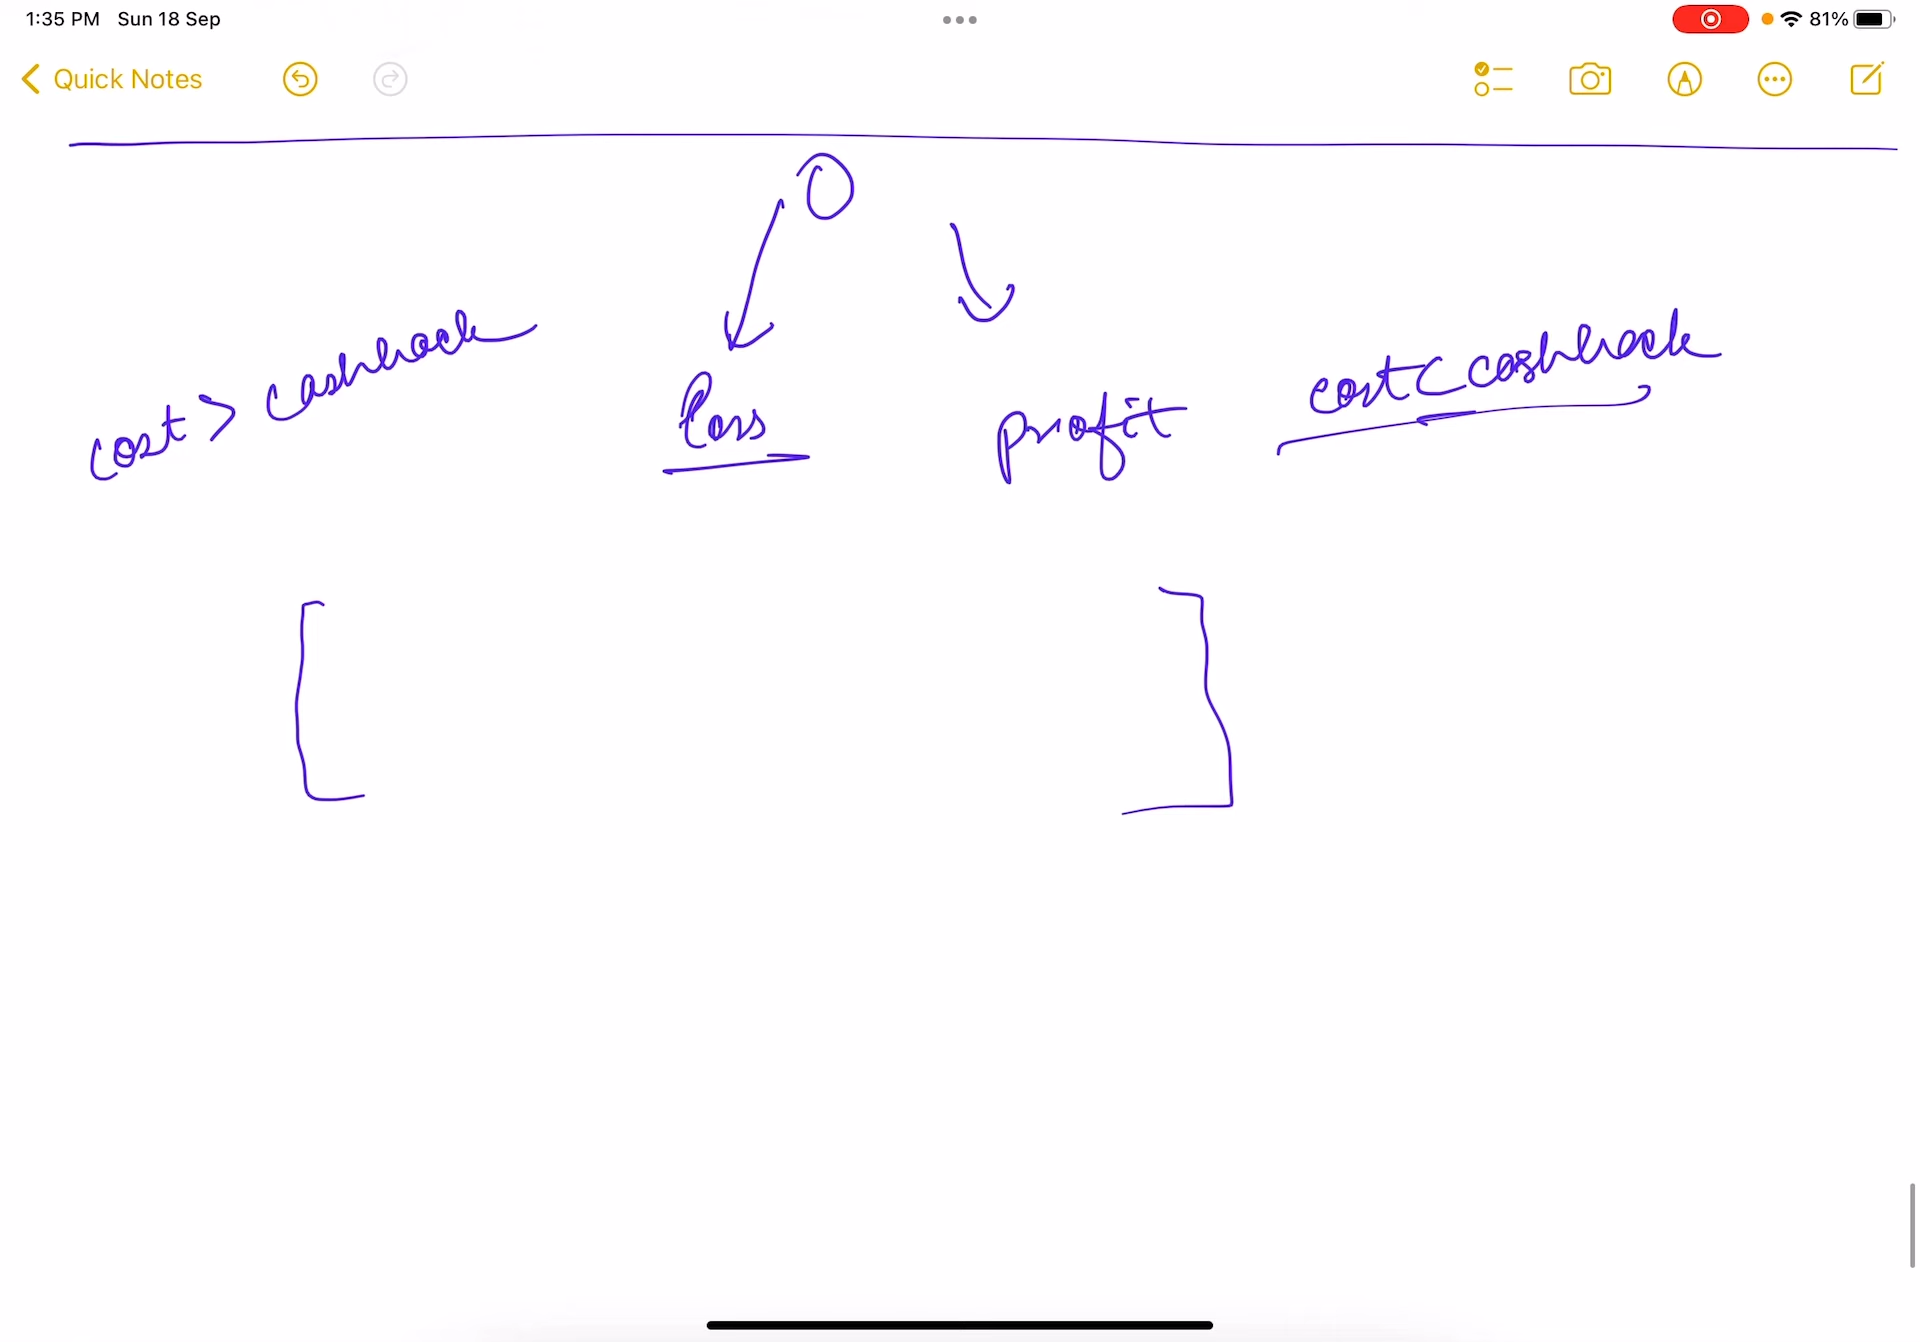 1:35 PM Sun 18 Sep
81%
Quick Notes
0
cost > cashback
loss
profit
cost < cashback